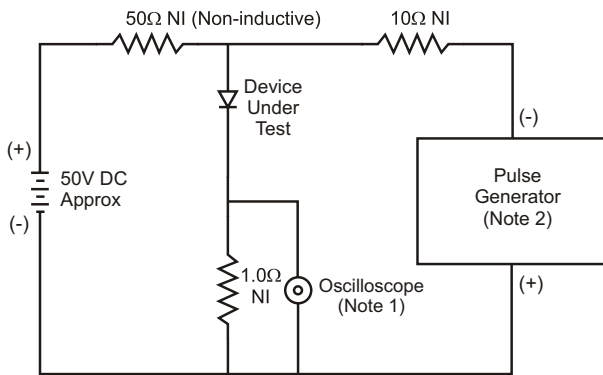 50Ω NI (Non-inductive)
10Ω NI
Device
Under
Test
(-)
(+)
50V DC
Approx
(-)
Pulse
Generator
(Note 2)
1.0Ω
NI
Oscilloscope
(Note 1)
(+)